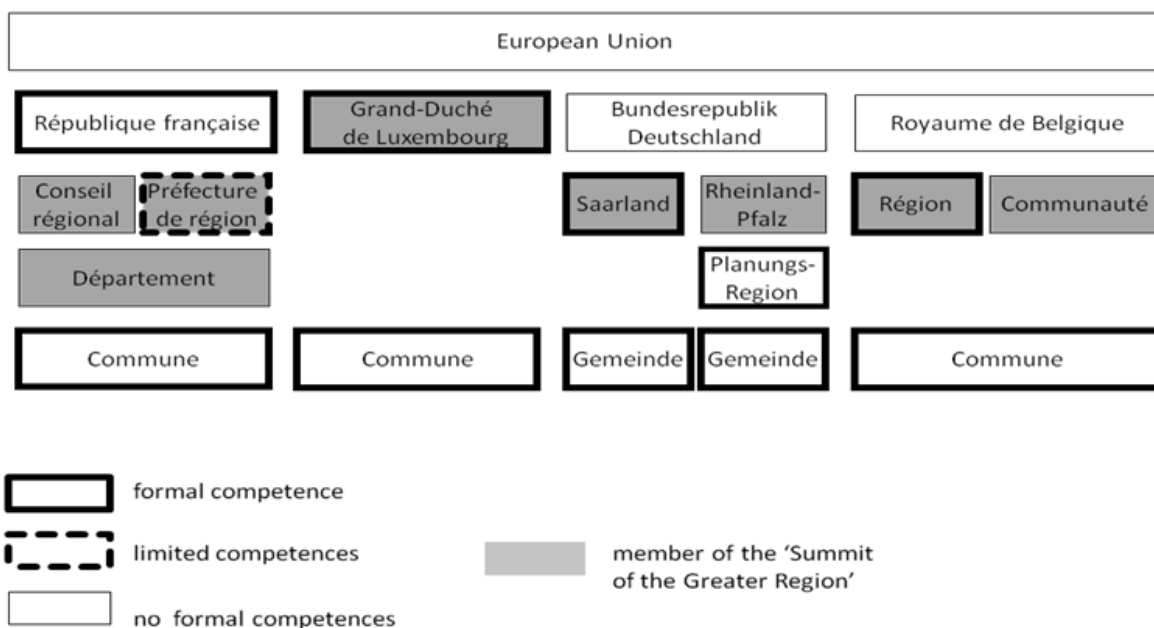 European Union
République française
Grand-Duché
de Luxembourg
Bundesrepublik
Deutschland
Royaume de Belgique
Conseil
régional
Préfecture
de région
Saarland
Rheinland-
Pfalz
Région
Communauté
Département
Planungs-
Region
Commune
Commune
Gemeinde
Gemeinde
Commune
formal competence
limited competences
member of the ‘Summit
of the Greater Region’
no formal competences